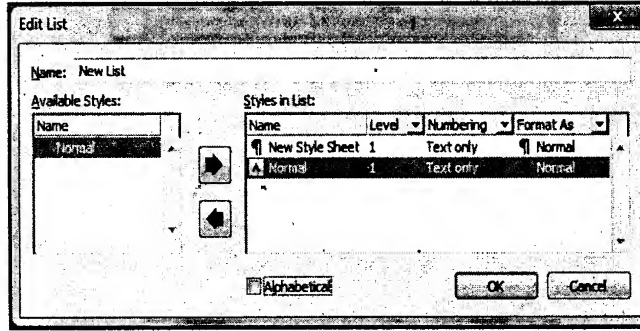 Edit List
X
Name: New List
Available Styles:
Styles in List:
Name
Name Level Numbering Format As
Normal
¶ New Style Sheet 1 Text only ¶ Normal
A Normal 1 Text only Normal
Alphabetical
OK Cancel